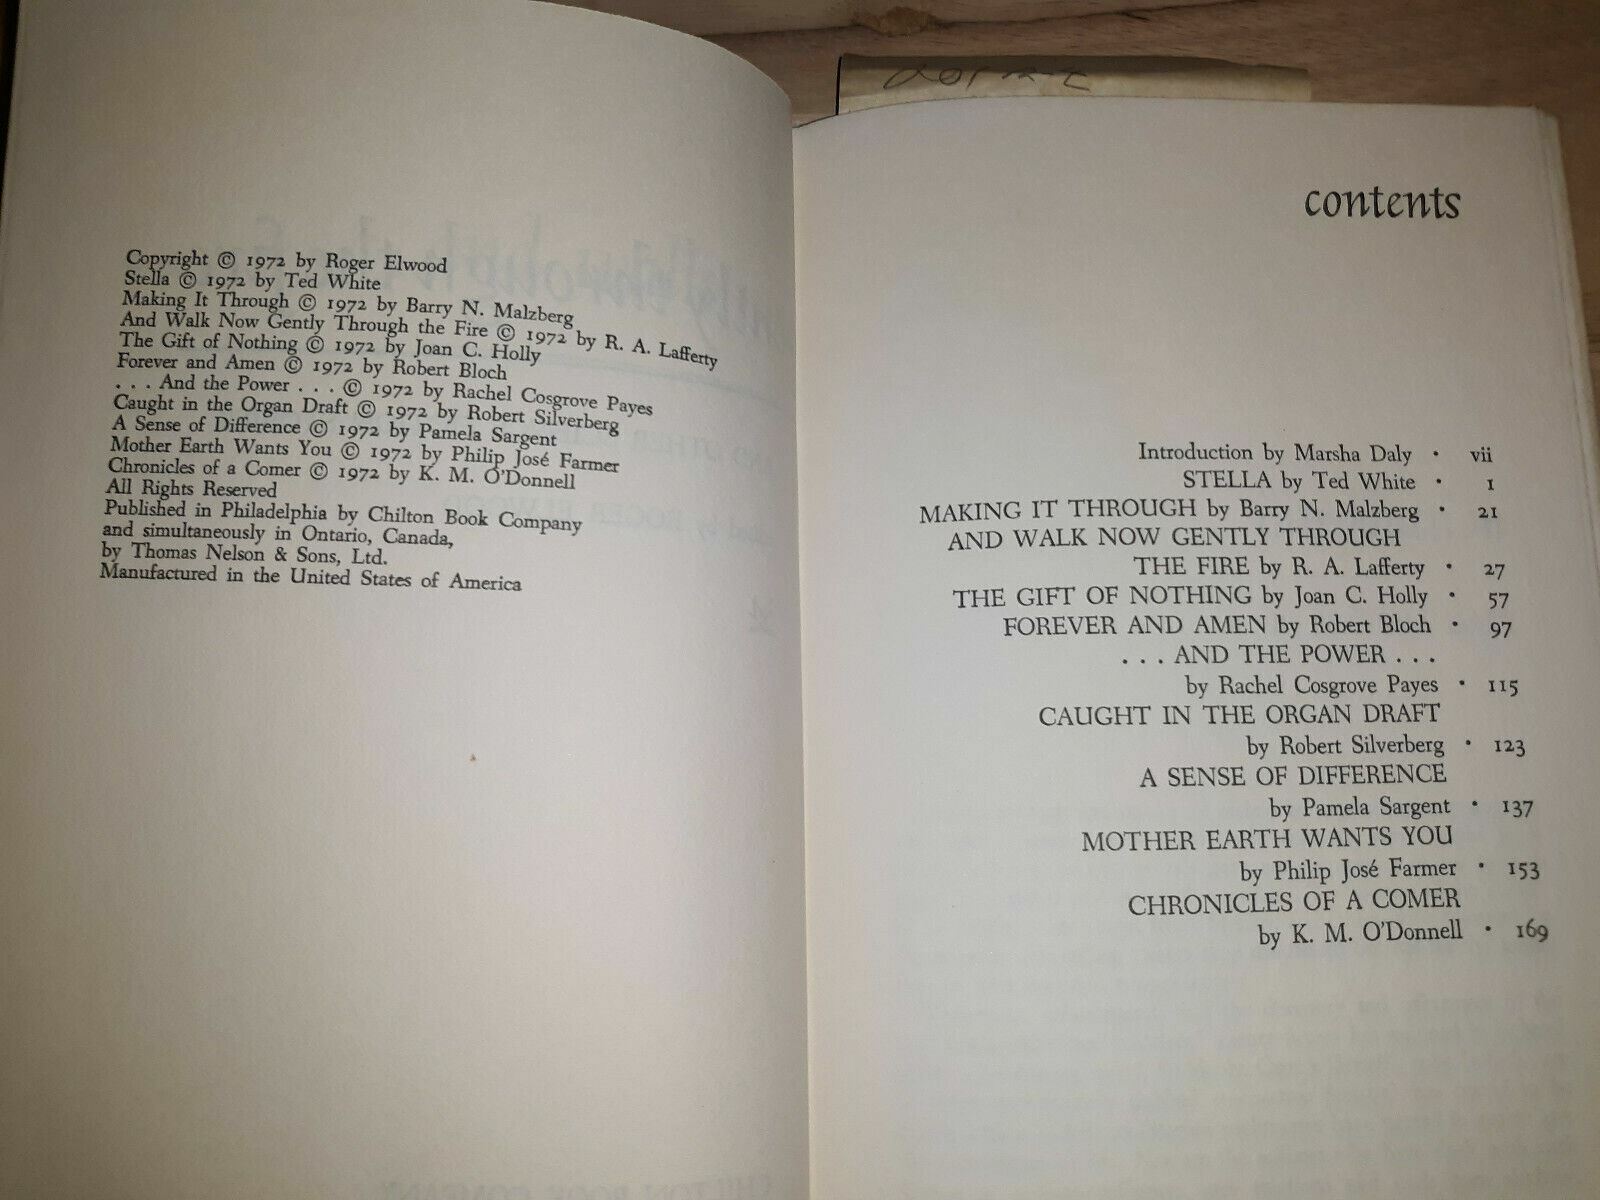 Copyright © 1972 by Roger Elwood
Stella © 1972 by Ted White
Making It Through © 1972 by Barry N. Malzberg
And Walk Now Gently Through the Fire © 1972 by R. A. Lafferty
The Gift of Nothing © 1972 by Joan C. Holly
Forever and Amen © 1972 by Robert Bloch
. . . And the Power . . . © 1972 by Rachel Cosgrove Payes
Caught in the Organ Draft © 1972 by Robert Silverberg
A Sense of Difference © 1972 by Pamela Sargent
Mother Earth Wants You © 1972 by Philip José Farmer
Chronicles of a Comer © 1972 by K. M. O'Donnell
All Rights Reserved
Published in Philadelphia by Chilton Book Company
and simultaneously in Ontario, Canada,
by Thomas Nelson & Sons, Ltd.
Manufactured in the United States of America
contents
Introduction by Marsha Daly • vii
STELLA by Ted White • 1
MAKING IT THROUGH by Barry N. Malzberg • 21
AND WALK NOW GENTLY THROUGH
THE FIRE by R. A. Lafferty • 27
THE GIFT OF NOTHING by Joan C. Holly • 57
FOREVER AND AMEN by Robert Bloch • 97
. . . AND THE POWER . . .
by Rachel Cosgrove Payes • 115
CAUGHT IN THE ORGAN DRAFT
by Robert Silverberg • 123
A SENSE OF DIFFERENCE
by Pamela Sargent • 137
MOTHER EARTH WANTS YOU
by Philip José Farmer • 153
CHRONICLES OF A COMER
by K. M. O'Donnell • 169